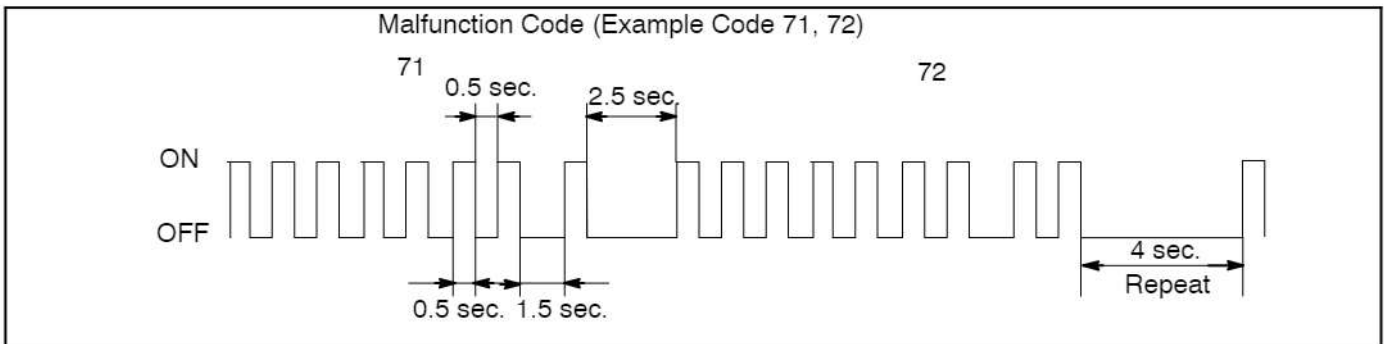 Malfunction Code (Example Code 71, 72)
71
72
0.5 sec.
2.5 sec.
ON
OFF
4 sec.
Repeat
0.5 sec.
1.5 sec.